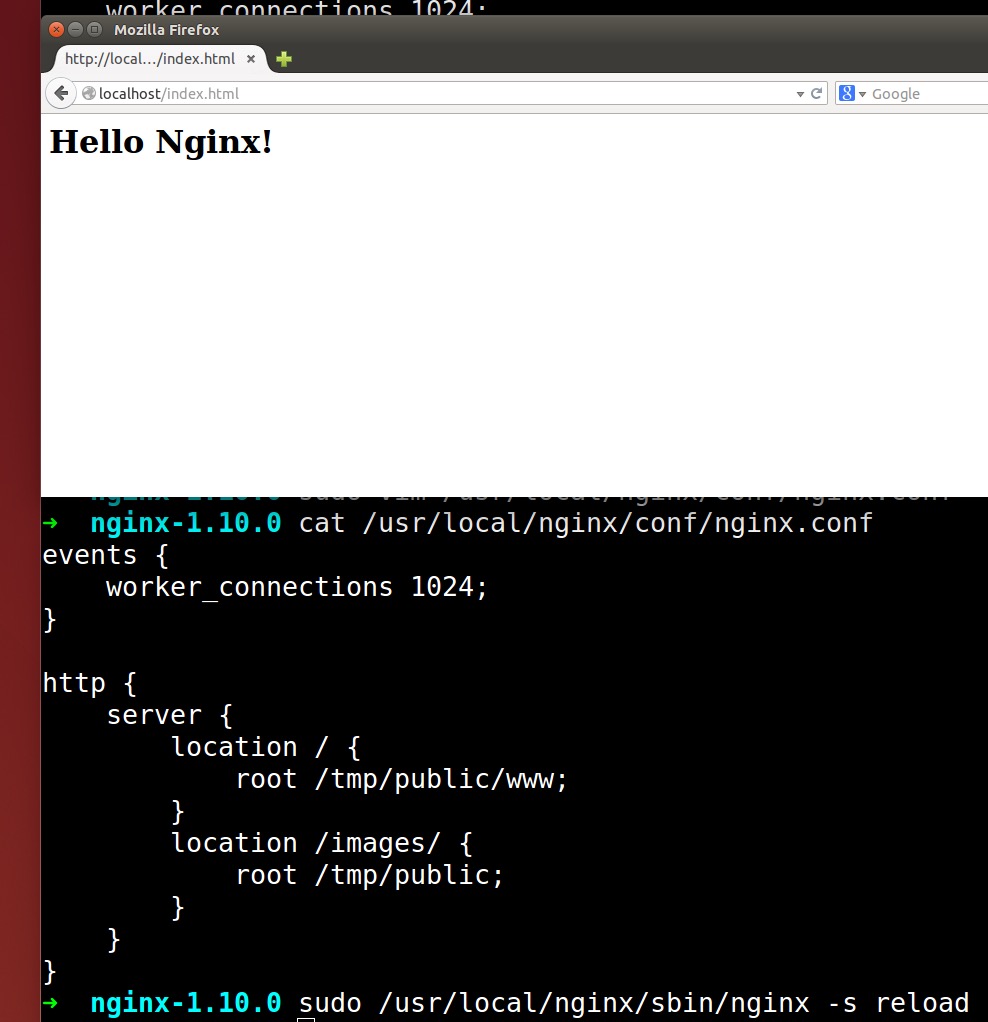 worker_connections 1024;
Mozilla Firefox
http://local.../index.html
localhost/index.html
Google
Hello Nginx!
nginx-1.10.0 sudo vim /usr/local/nginx/conf/nginx.conf
➜  nginx-1.10.0 cat /usr/local/nginx/conf/nginx.conf
events {
    worker_connections 1024;
}
http {
    server {
        location / {
            root /tmp/public/www;
        }
        location /images/ {
            root /tmp/public;
        }
    }
}
➜  nginx-1.10.0 sudo /usr/local/nginx/sbin/nginx -s reload